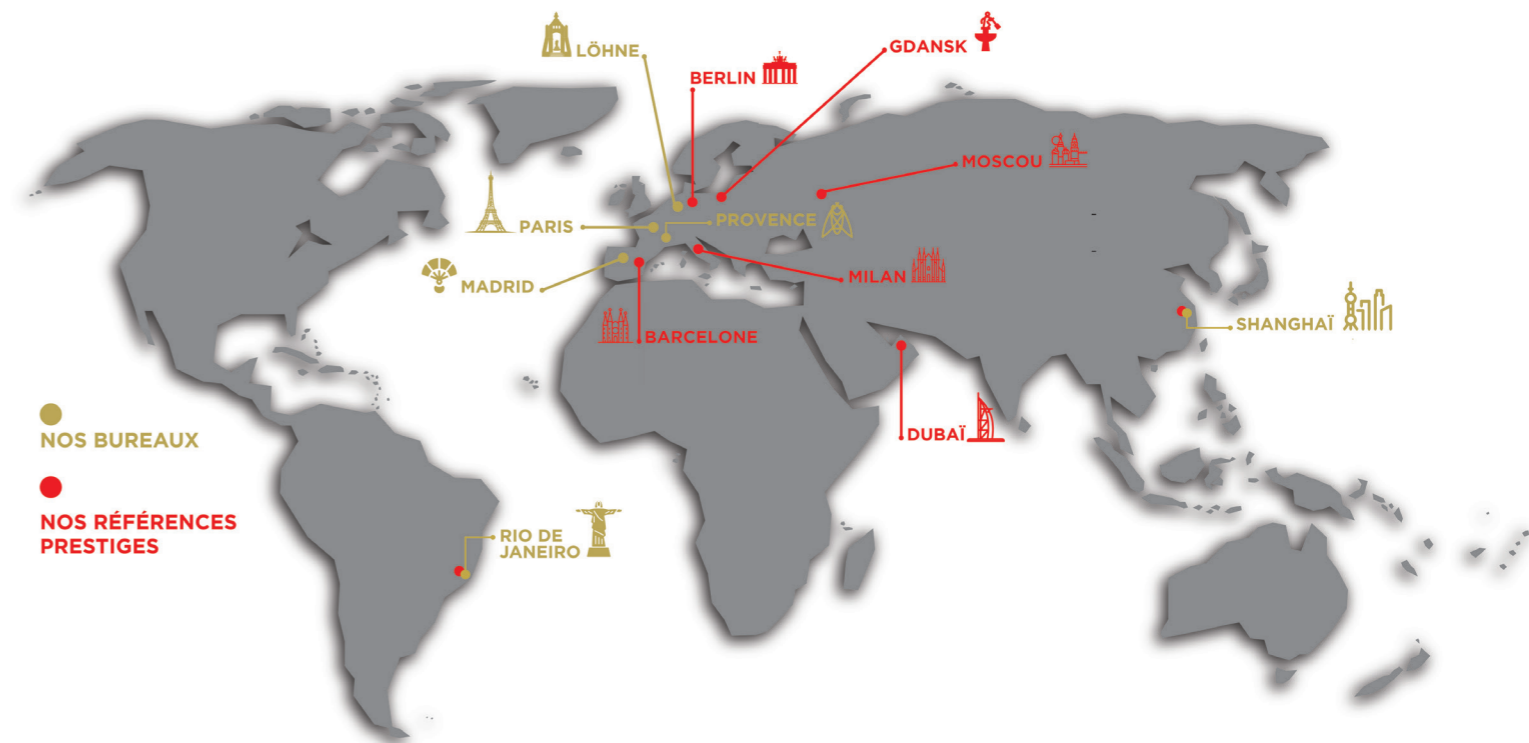 LÖHNE
GDANSK
BERLIN
MOSCOU
PARIS
PROVENCE
MADRID
MILAN
SHANGHAÏ
BARCELONE
NOS BUREAUX
DUBAÏ
NOS RÉFÉRENCES
PRESTIGES
RIO DE
JANEIRO